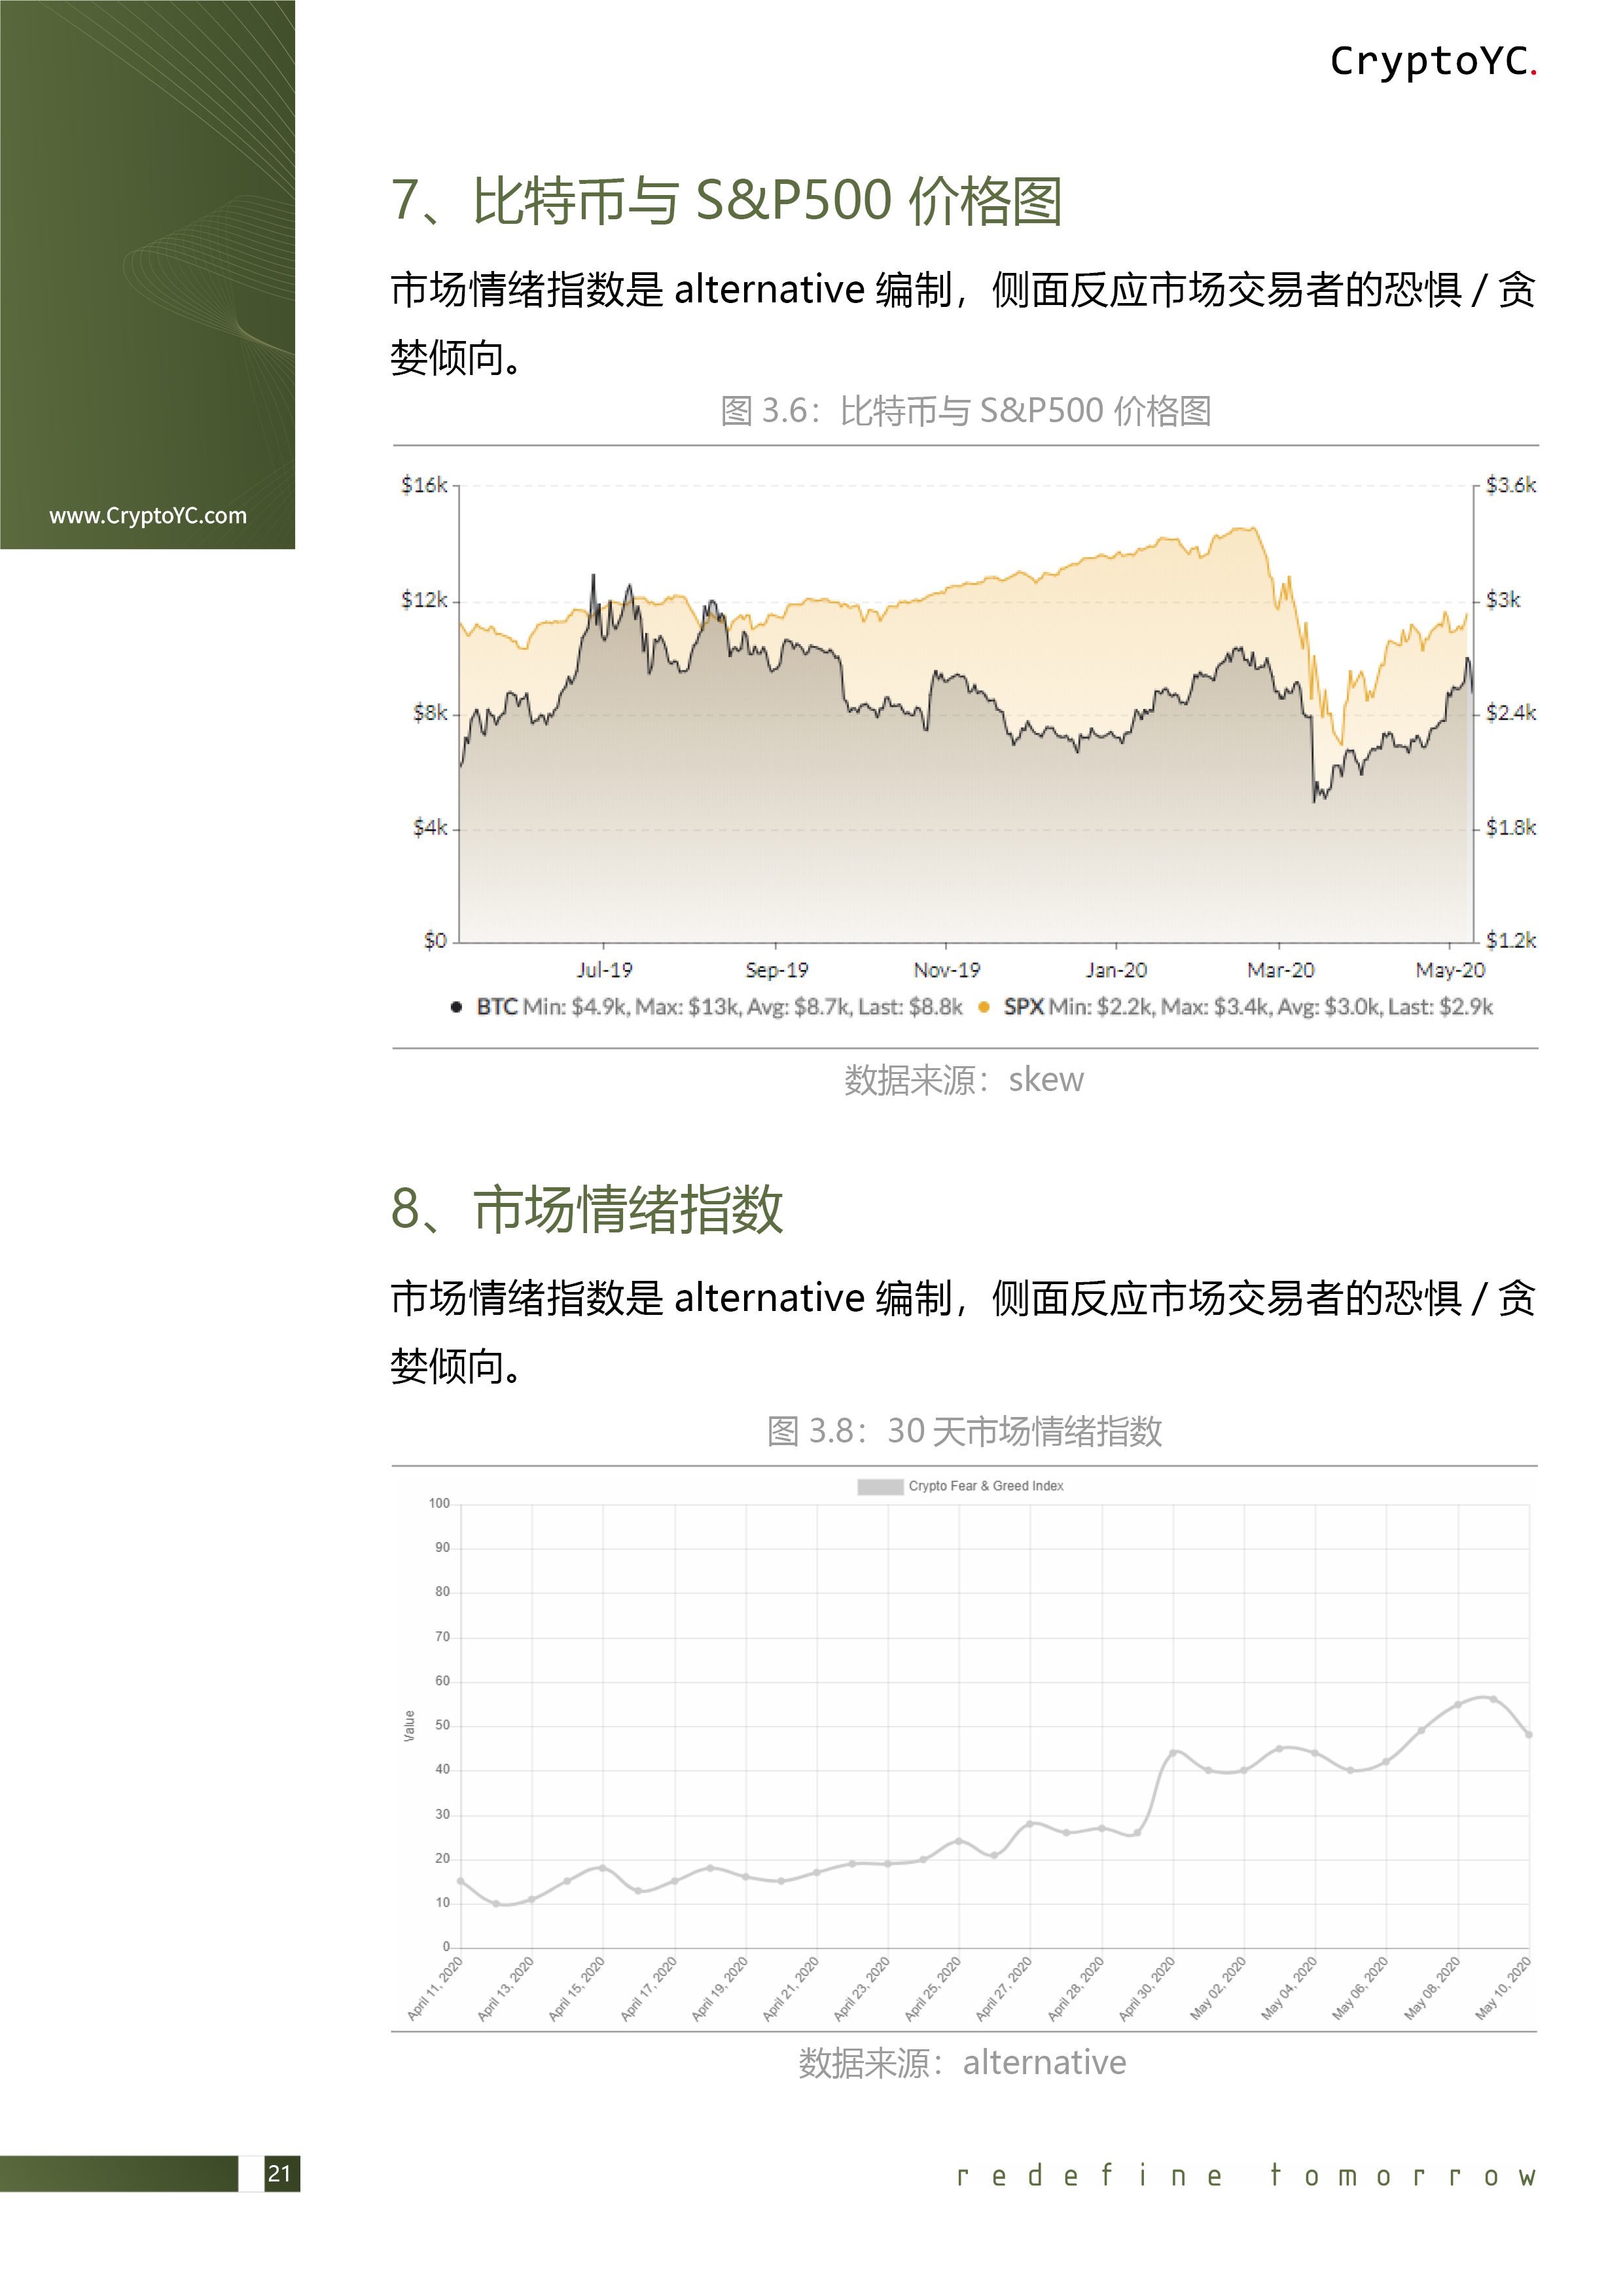 CryptoYC.
www.CryptoYC.com
7、比特币与 S&P500 价格图
市场情绪指数是 alternative 编制，侧面反应市场交易者的恐惧 / 贪
婪倾向。
图 3.6：比特币与 S&P500 价格图
$16k
$12k
$8k
$4k
$0
$3.6k
$3k
$2.4k
$1.8k
$1.2k
Jul-19 Sep-19 Nov-19 Jan-20 Mar-20 May-20
BTC Min: $4.9k, Max: $13k, Avg: $8.7k, Last: $8.8k SPX Min: $2.2k, Max: $3.4k, Avg: $3.0k, Last: $2.9k
数据来源：skew
8、市场情绪指数
市场情绪指数是 alternative 编制，侧面反应市场交易者的恐惧 / 贪
婪倾向。
图 3.8：30 天市场情绪指数
Crypto Fear & Greed Index
100
90
80
70
60
50
40
30
20
10
0
Value
April 11, 2020 April 13, 2020 April 15, 2020 April 17, 2020 April 19, 2020 April 21, 2020 April 23, 2020 April 25, 2020 April 27, 2020 April 28, 2020 April 30, 2020 May 02, 2020 May 04, 2020 May 06, 2020 May 08, 2020 May 10, 2020
数据来源：alternative
21
redefine tomorrow